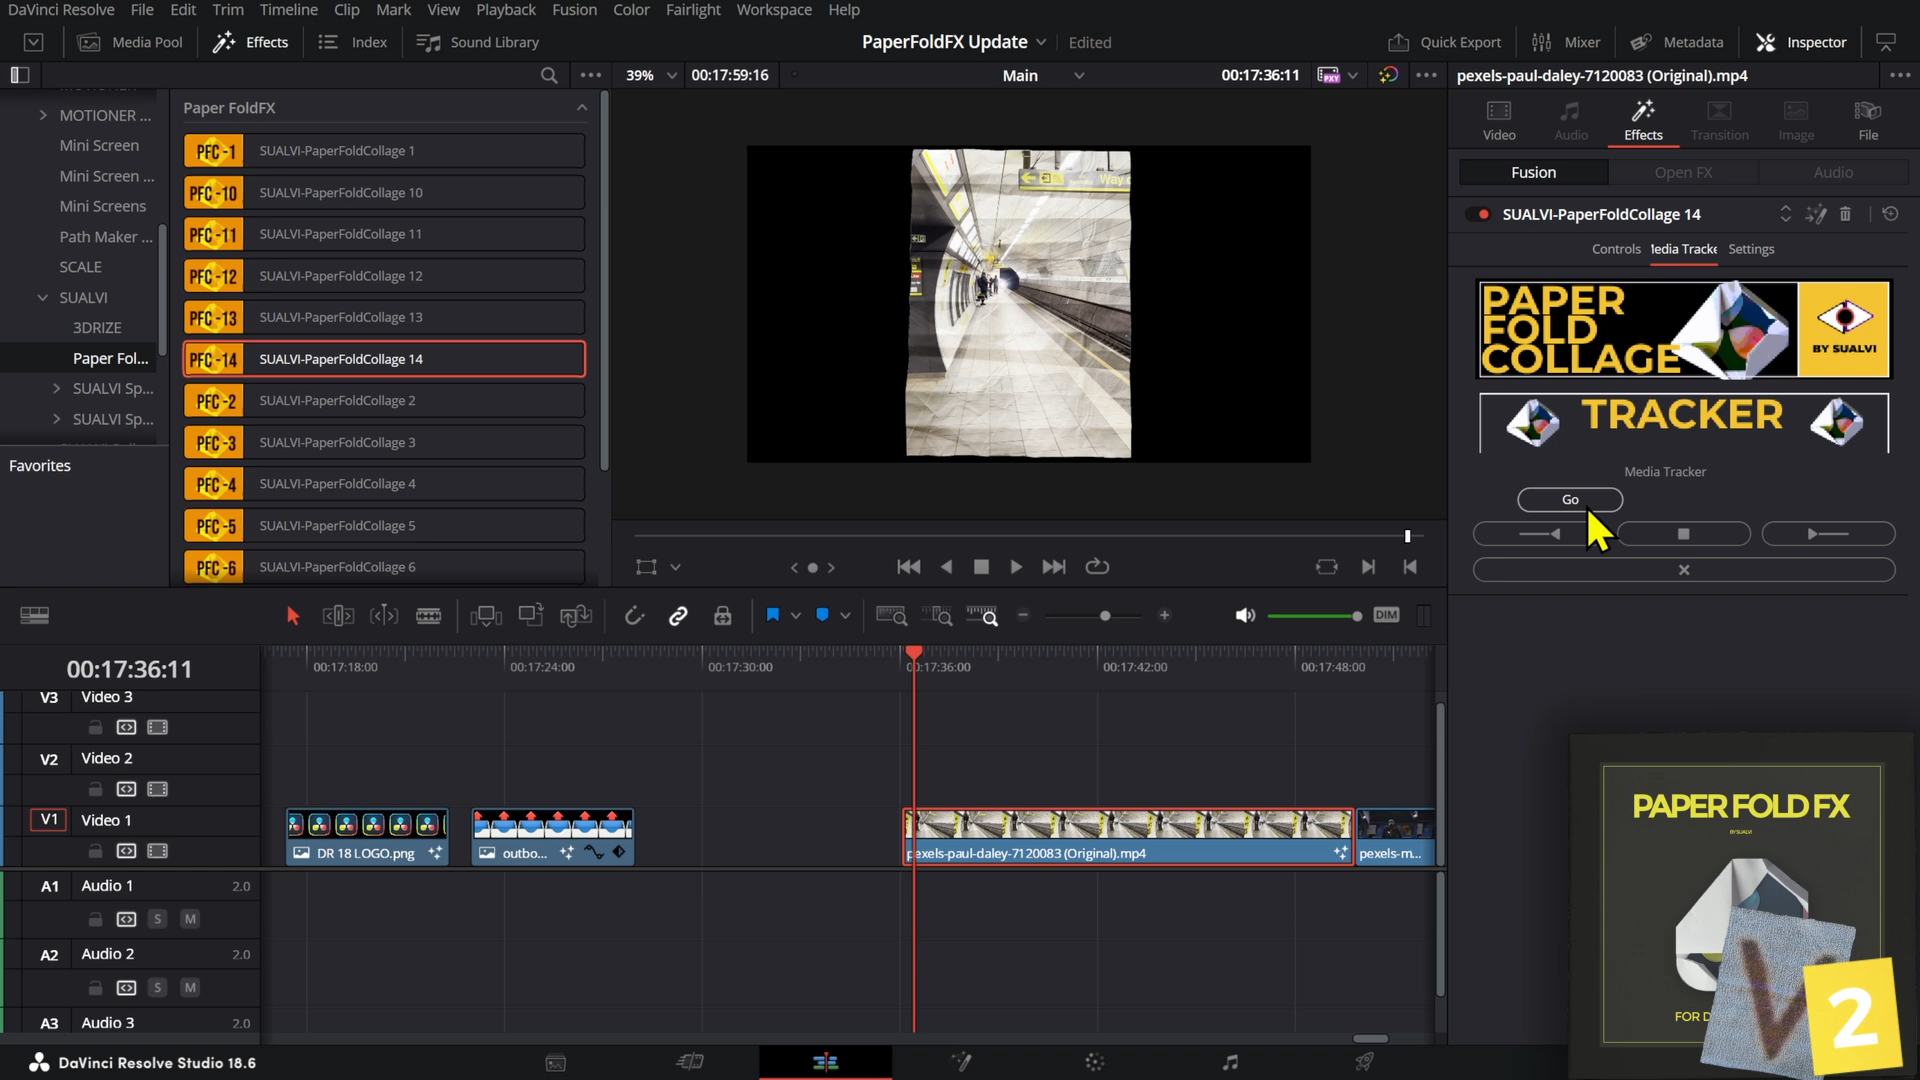 DaVinci Resolve File Edit Trim Timeline Clip Mark View Playback Fusion Color Fairlight Workspace Help
Media Pool Effects Index Sound Library PaperFoldFX Update Edited Quick Export Mixer Metadata Inspector
39% 00:17:59:16 Main 00:17:36:11 PXY pexels-paul-daley-7120083 (Original).mp4
MOTIONER ...
Mini Screen
Mini Screen ...
Mini Screens
Path Maker ...
SCALE
SUALVI
3DRIZE
Paper Fol...
SUALVI Sp...
SUALVI Sp...
Favorites
Paper FoldFX
PFC-1 SUALVI-PaperFoldCollage 1
PFC-10 SUALVI-PaperFoldCollage 10
PFC-11 SUALVI-PaperFoldCollage 11
PFC-12 SUALVI-PaperFoldCollage 12
PFC-13 SUALVI-PaperFoldCollage 13
PFC-14 SUALVI-PaperFoldCollage 14
PFC-2 SUALVI-PaperFoldCollage 2
PFC-3 SUALVI-PaperFoldCollage 3
PFC-4 SUALVI-PaperFoldCollage 4
PFC-5 SUALVI-PaperFoldCollage 5
PFC-6 SUALVI-PaperFoldCollage 6
Way
Video Audio Effects Transition Image File
Fusion Open FX Audio
SUALVI-PaperFoldCollage 14
Controls Media Tracke Settings
PAPER
FOLD
COLLAGE
BY SUALVI
TRACKER
Media Tracker
Go
DIM
00:17:36:11
00:17:18:00 00:17:24:00 00:17:30:00 00:17:36:00 00:17:42:00 00:17:48:00
V3 Video 3
V2 Video 2
V1 Video 1
DR 18 LOGO.png outbo... pexels-paul-daley-7120083 (Original).mp4 pexels-m...
A1 Audio 1 2.0
S M
A2 Audio 2 2.0
S M
A3 Audio 3 2.0
DaVinci Resolve Studio 18.6
PAPER FOLD FX
BY SUALVI
FOR D
V
2